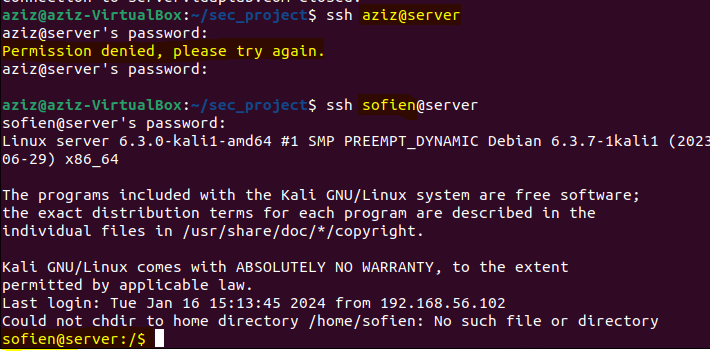 aziz@aziz-VirtualBox:~/sec_project$ ssh aziz@server
aziz@server's password:
Permission denied, please try again.
aziz@server's password:
aziz@aziz-VirtualBox:~/sec_project$ ssh sofien@server
sofien@server's password:
Linux server 6.3.0-kali1-amd64 #1 SMP PREEMPT_DYNAMIC Debian 6.3.7-1kali1 (2023
06-29) x86_64
The programs included with the Kali GNU/Linux system are free software;
the exact distribution terms for each program are described in the
individual files in /usr/share/doc/*/copyright.
Kali GNU/Linux comes with ABSOLUTELY NO WARRANTY, to the extent
permitted by applicable law.
Last login: Tue Jan 16 15:13:45 2024 from 192.168.56.102
Could not chdir to home directory /home/sofien: No such file or directory
sofien@server:/$